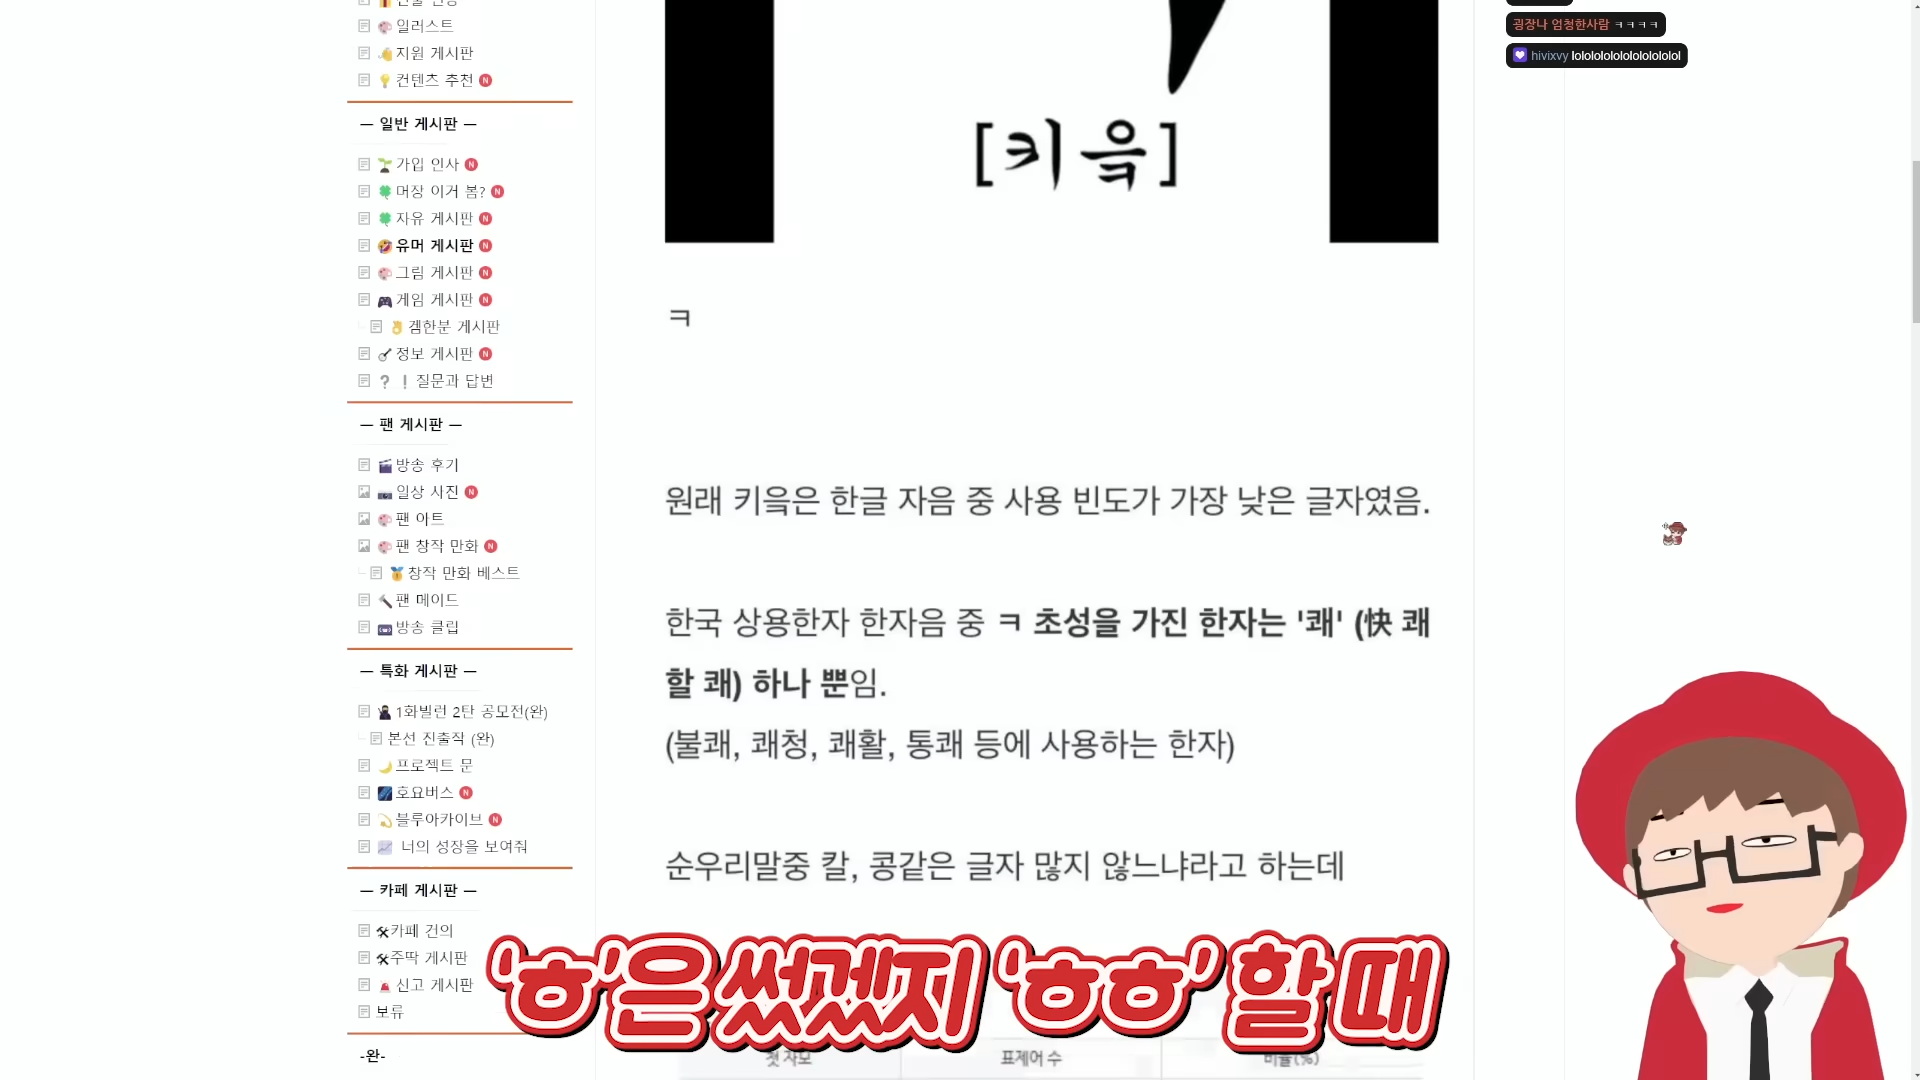 일러스트
지원 게시판
컨텐츠 추천 N
— 일반 게시판 —
가입 인사 N
머장 이거 봄? N
자유 게시판 N
유머 게시판 N
그림 게시판 N
게임 게시판 N
겜한분 게시판
정보 게시판 N
❔❕질문과 답변
— 팬 게시판 —
방송 후기
일상 사진 N
팬 아트
팬 창작 만화 N
창작 만화 베스트
팬 메이드
방송 클립
— 특화 게시판 —
1화빌런 2탄 공모전(완)
본선 진출작 (완)
프로젝트 문
호요버스 N
블루아카이브 N
너의 성장을 보여줘
— 카페 게시판 —
카페 건의
주딱 게시판
신고 게시판
보류
-완-
[키읔]
ㅋ
원래 키읔은 한글 자음 중 사용 빈도가 가장 낮은 글자였음.
한국 상용한자 한자음 중 ㅋ 초성을 가진 한자는 '쾌' (快 쾌
할 쾌) 하나 뿐임.
(불쾌, 쾌청, 쾌활, 통쾌 등에 사용하는 한자)
순우리말중 칼, 콩같은 글자 많지 않느냐라고 하는데
'ㅎ'은 썼겠지 'ㅎㅎ' 할 때
첫 자모 표제어 수 비율(%)
굉장나 엄청한사람 ㅋㅋㅋㅋ
hivixvy lolololololololololol